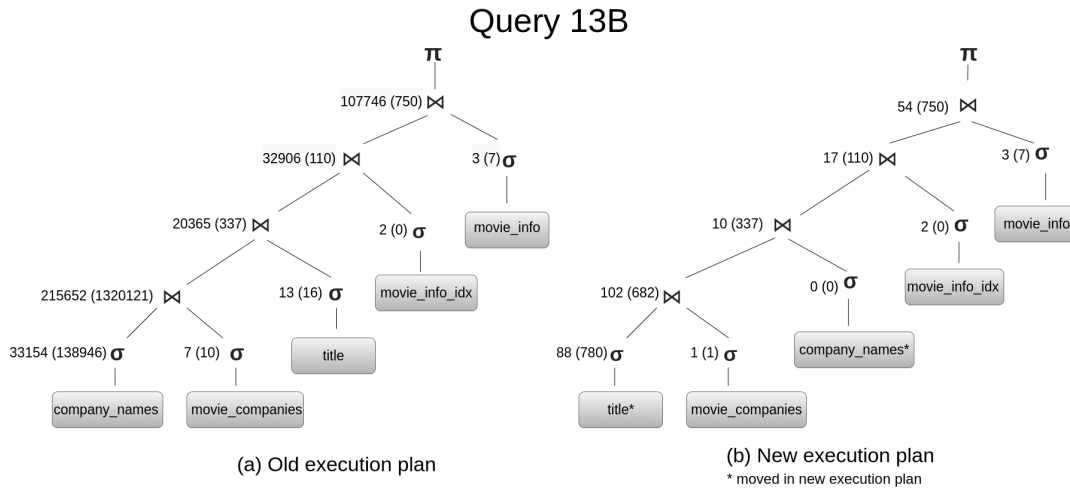 Query 13B
π
107746 (750) ⋈
32906 (110) ⋈
3 (7) σ
movie_info
20365 (337) ⋈
2 (0) σ
movie_info_idx
215652 (1320121) ⋈
13 (16) σ
title
33154 (138946) σ
7 (10) σ
company_names
movie_companies
(a) Old execution plan
π
54 (750) ⋈
17 (110) ⋈
3 (7) σ
movie_info
10 (337) ⋈
2 (0) σ
movie_info_idx
102 (682) ⋈
0 (0) σ
company_names*
88 (780) σ
1 (1) σ
title*
movie_companies
(b) New execution plan
* moved in new execution plan